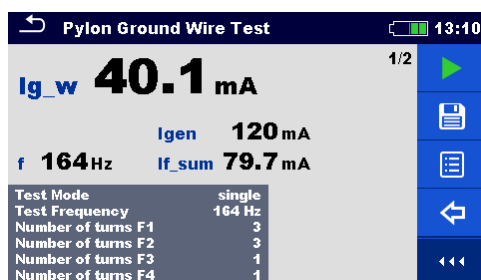 Pylon Ground Wire Test 13:10
1/2
Ig_w 40.1 mA
Igen 120 mA
f 164 Hz If_sum 79.7 mA
Test Mode single
Test Frequency 164 Hz
Number of turns F1 3
Number of turns F2 3
Number of turns F3 1
Number of turns F4 1